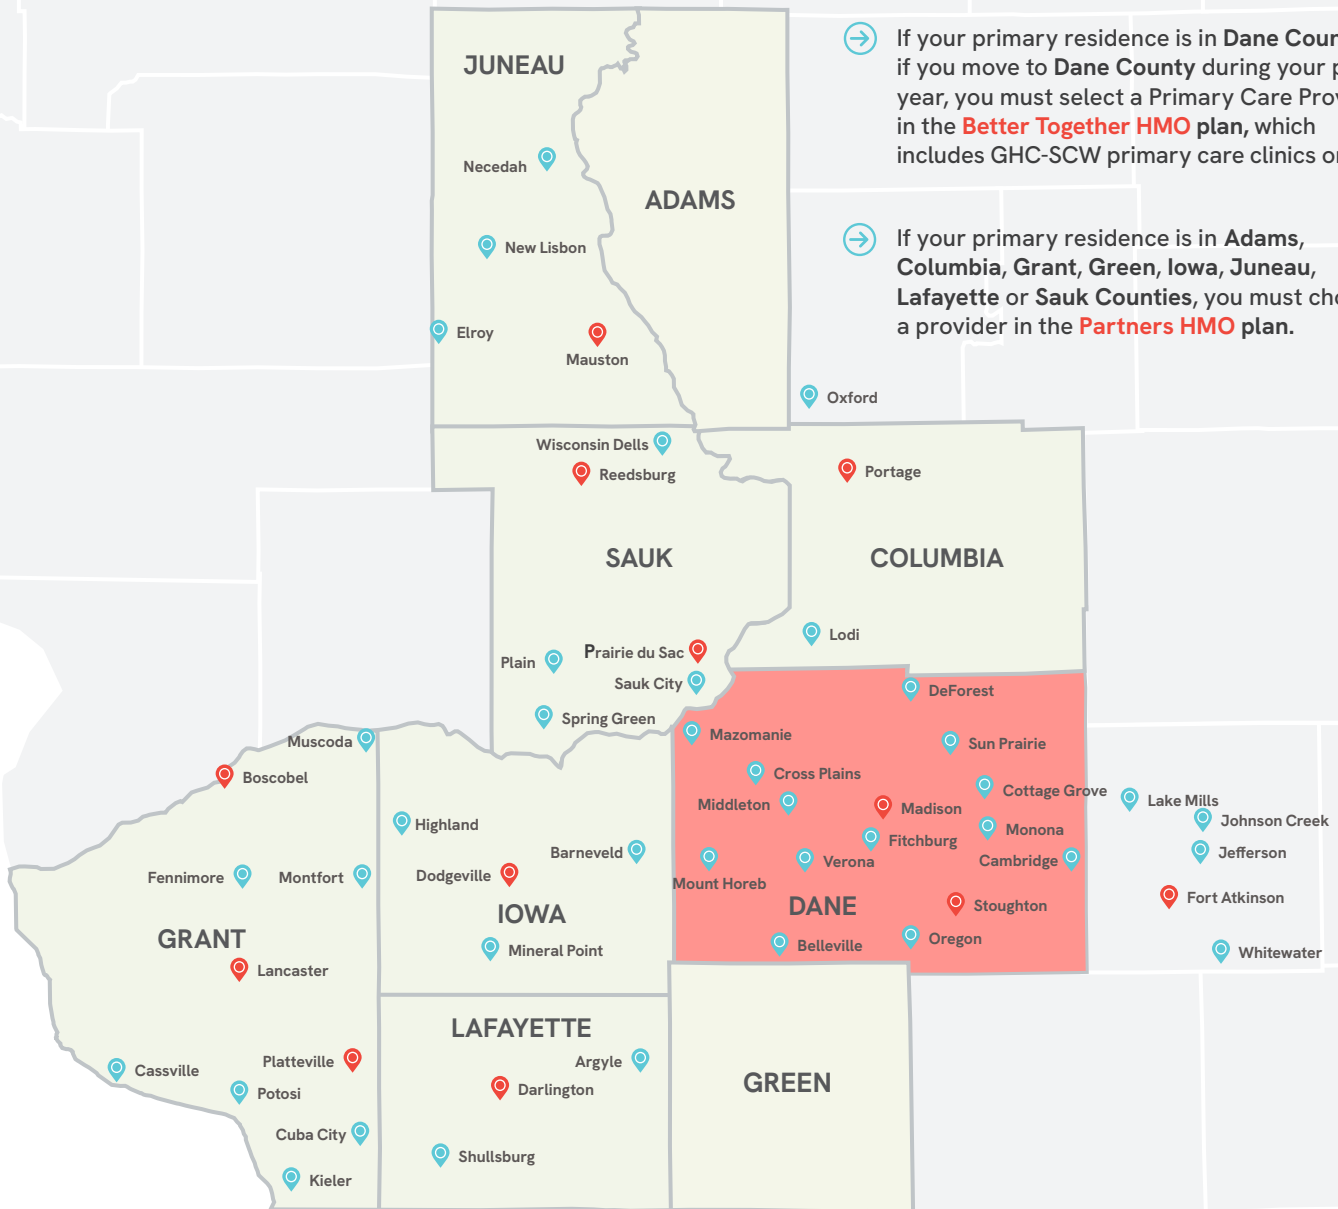 If your primary residence is in Dane
if you move to Dane County during your
year, you must select a Primary Care
in the Better Together HMO plan, which
includes GHC-SCW primary care clinics
If your primary residence is in Adams,
Columbia, Grant, Green, Iowa, Juneau,
Lafayette or Sauk Counties, you must
a provider in the Partners HMO plan.
JUNEAU
Necedah
ADAMS
New Lisbon
Elroy
Mauston
Oxford
Wisconsin Dells
Reedsburg
Portage
SAUK
COLUMBIA
Lodi
Prairie du Sac
Plain
Sauk City
Spring Green
DeForest
Mazomanie
Sun Prairie
Muscoda
Boscobel
Cross Plains
Cottage Grove
Middleton
Madison
Lake Mills
Johnson Creek
Highland
Monona
Fitchburg
Barneveld
Verona
Cambridge
Jefferson
Fennimore
Montfort
Dodgeville
Mount Horeb
Fort Atkinson
DANE
Stoughton
IOWA
GRANT
Mineral Point
Belleville
Oregon
Whitewater
Lancaster
LAFAYETTE
Argyle
Platteville
Cassville
GREEN
Darlington
Potosi
Cuba City
Shullsburg
Kieler